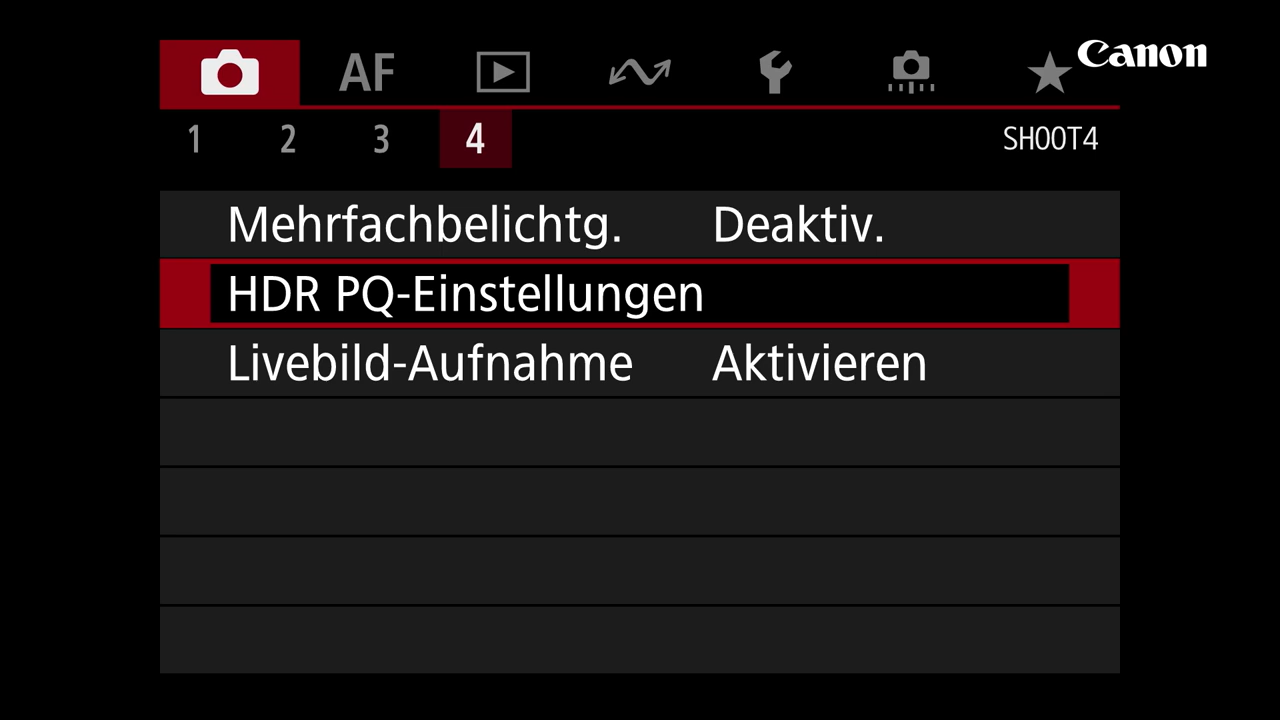 AF
Canon
1 2 3 4 SHOOT4
Mehrfachbelichtg. Deaktiv.
HDR PQ-Einstellungen
Livebild-Aufnahme Aktivieren